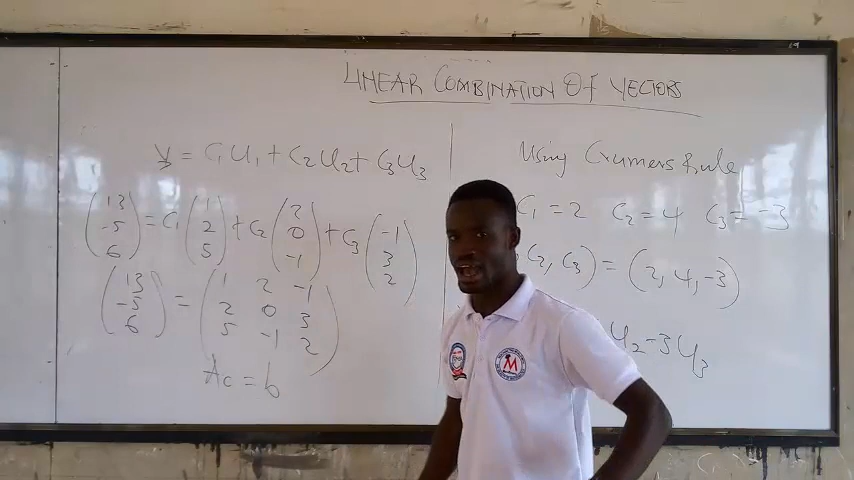 LINEAR COMBINATION OF VECTORS
y = C1U1 + C2U2 + C3U3
(13 -5 6) = C1 (1 2 5) + C2 (2 0 -1) + C3 (-1 3 2)
(13 -5 6) = (1 2 -1
2 0 3
5 -1 2)
Ac = b
Using Crumers Rule
C1 = 2 C2 = 4 C3 = -3
C2, C3) = (2, 4, -3)
U2 - 3U3
M